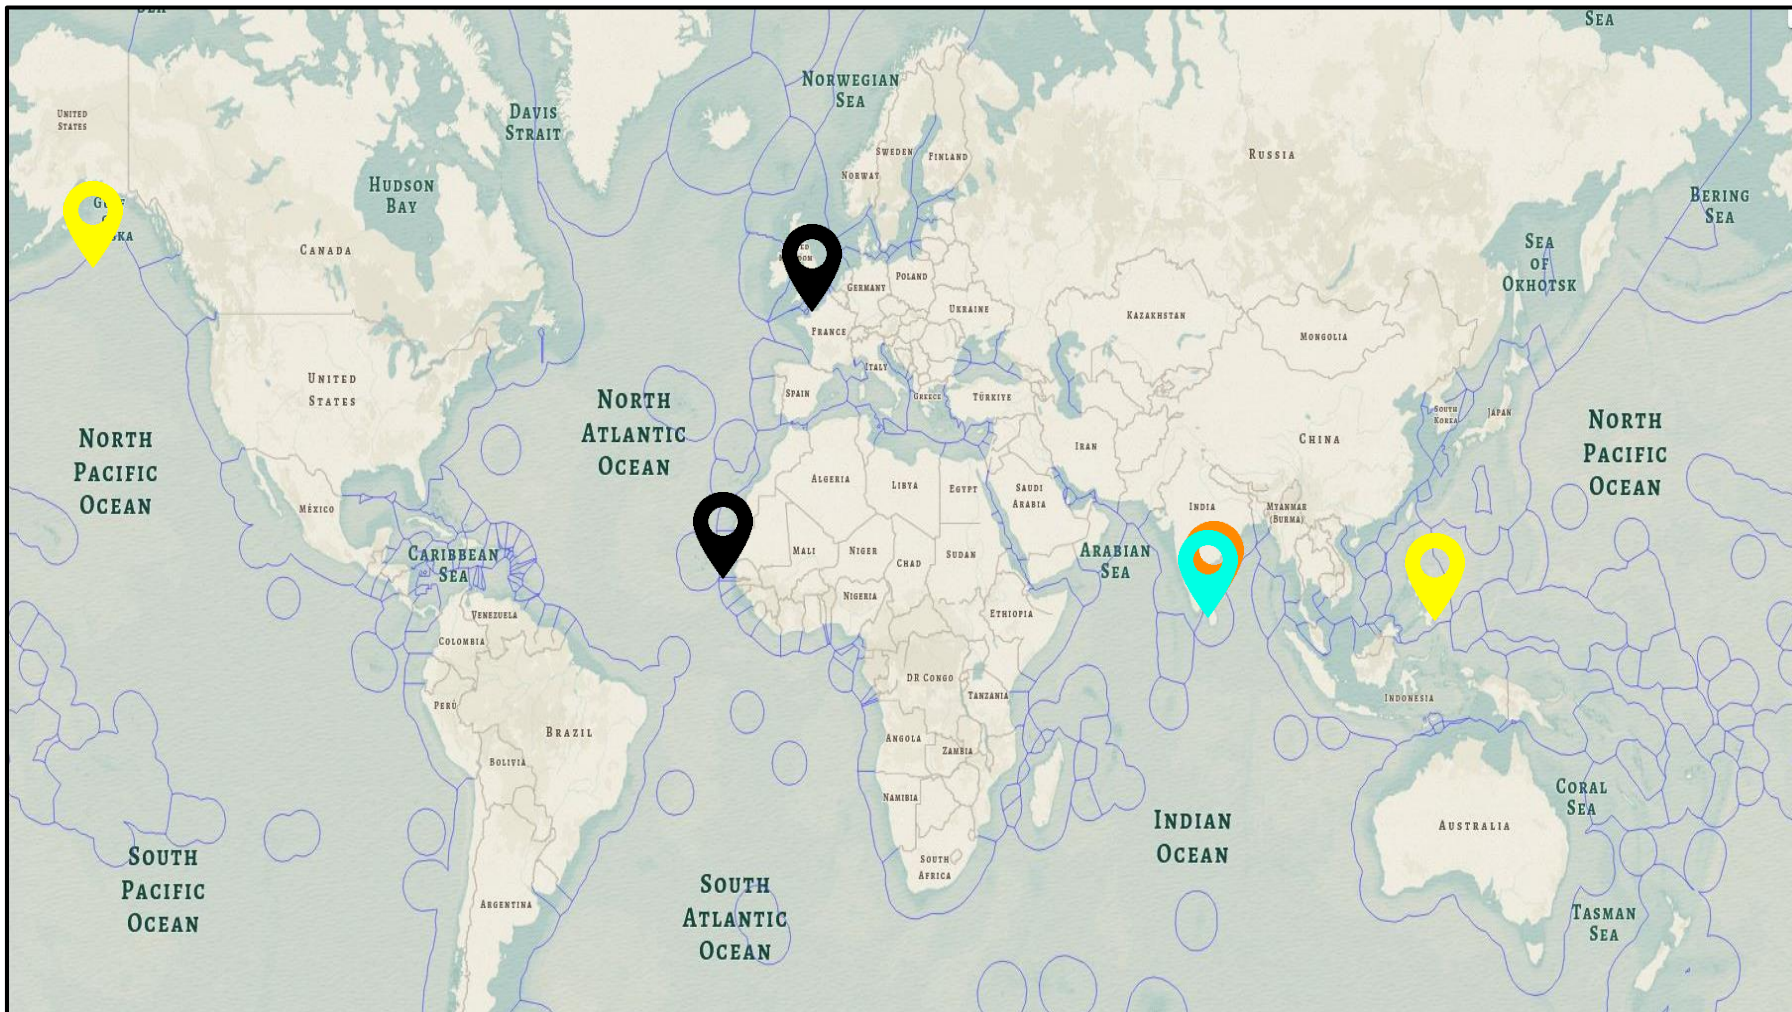 SEA
SEA
NORWEGIAN
SEA
DAVIS
STRAIT
UNITED
STATES
SWEDEN
FINLAND
NORWAY
RUSSIA
HUDSON
BAY
BERING
SEA
CANADA
SEA
OF
OKHOTSK
POLAND
GERMANY
UKRAINE
KAZAKHSTAN
FRANCE
MONGOLIA
ITALY
UNITED
STATES
SPAIN
GREECE
TÜRKIYE
SOUTH
KOREA
JAPAN
NORTH
ATLANTIC
OCEAN
NORTH
PACIFIC
OCEAN
IRAN
CHINA
NORTH
PACIFIC
OCEAN
ALGERIA
LIBYA
EGYPT
SAUDI
ARABIA
MÉXICO
INDIA
MYANMAR
(BURMA)
CARIBBEAN
SEA
MALI
NIGER
CHAD
SUDAN
ARABIAN
SEA
NIGERIA
ETHIOPIA
VENEZUELA
COLOMBIA
DR CONGO
TANZANIA
INDONESIA
PERÚ
BRAZIL
ANGOLA
ZAMBIA
BOLIVIA
NAMIBIA
CORAL
SEA
INDIAN
OCEAN
AUSTRALIA
SOUTH
PACIFIC
OCEAN
SOUTH
AFRICA
SOUTH
ATLANTIC
OCEAN
ARGENTINA
TASMAN
SEA